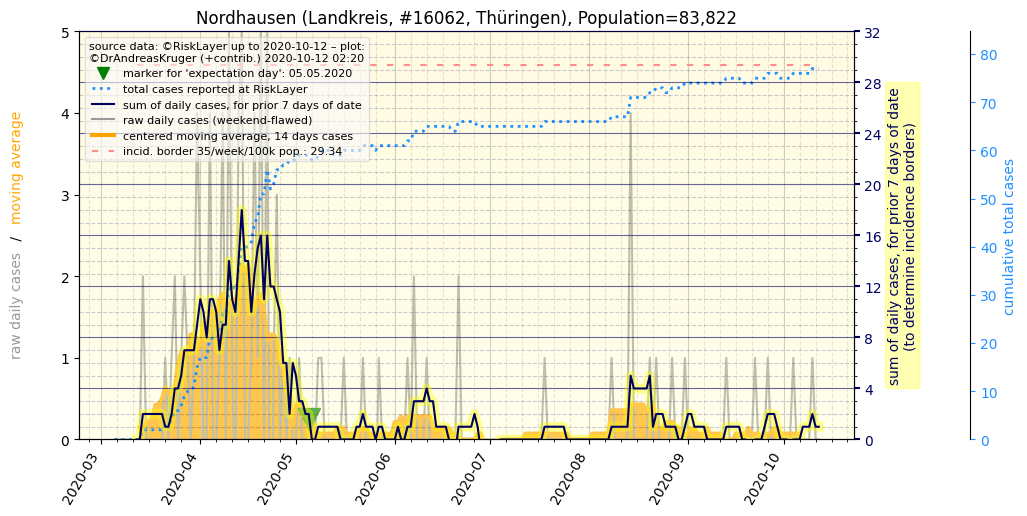 Nordhausen (Landkreis, #16062, Thüringen), Population=83,822
source data: ©RiskLayer up to 2020-10-12 – plot:
©DrAndreasKruger (+contrib.) 2020-10-12 02:20
marker for 'expectation day': 05.05.2020
total cases reported at RiskLayer
sum of daily cases, for prior 7 days of date
raw daily cases (weekend-flawed)
centered moving average, 14 days cases
incid. border 35/week/100k pop.: 29.34
raw daily cases / moving average
5
4
3
2
1
0
32
28
24
20
16
12
8
4
0
sum of daily cases, for prior 7 days of date
(to determine incidence borders)
80
70
60
50
40
30
20
10
0
cumulative total cases
2020-03
2020-04
2020-05
2020-06
2020-07
2020-08
2020-09
2020-10